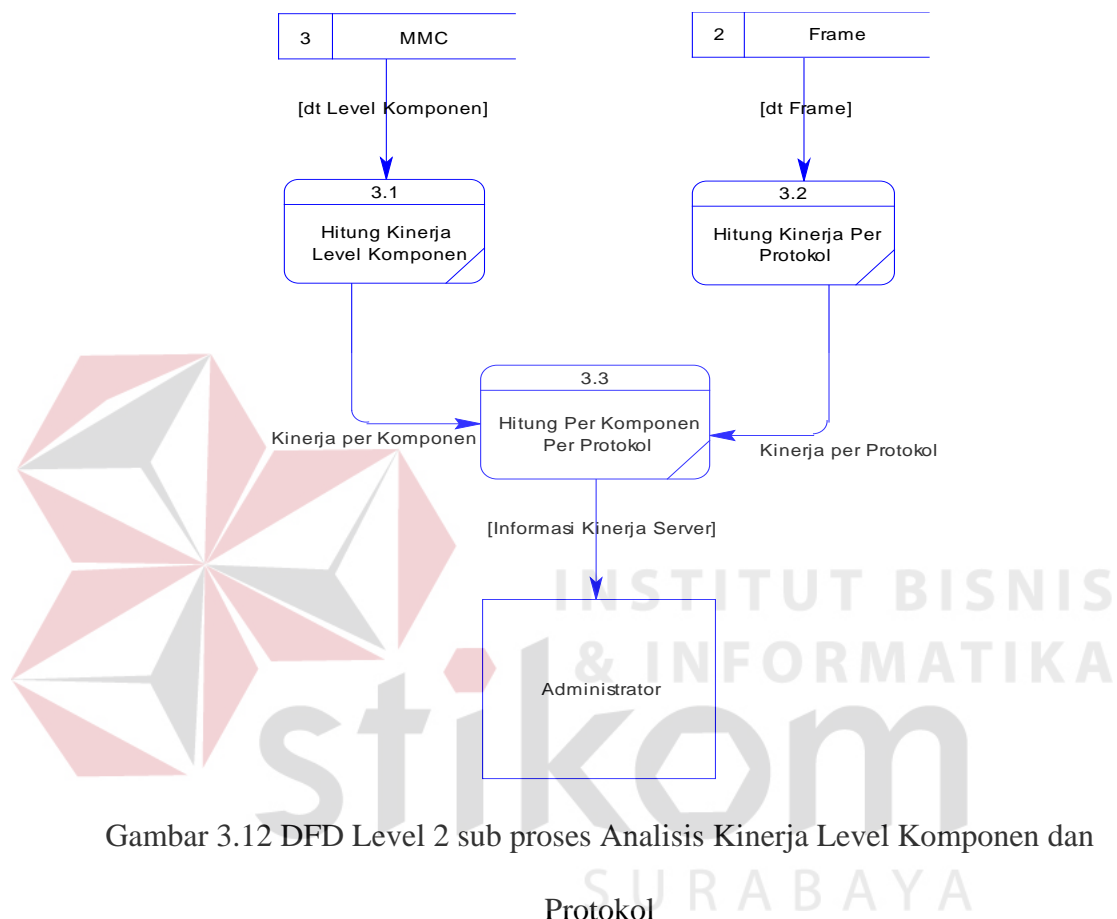 3 MMC
2 Frame
[dt Level Komponen]
[dt Frame]
3.1
Hitung Kinerja
Level Komponen
3.2
Hitung Kinerja Per
Protokol
3.3
Hitung Per Komponen
Per Protokol
Kinerja per Komponen
Kinerja per Protokol
[Informasi Kinerja Server]
Administrator
INSTITUT BISNIS
& INFORMATIKA
stikom
SURABAYA
Gambar 3.12 DFD Level 2 sub proses Analisis Kinerja Level Komponen dan
Protokol